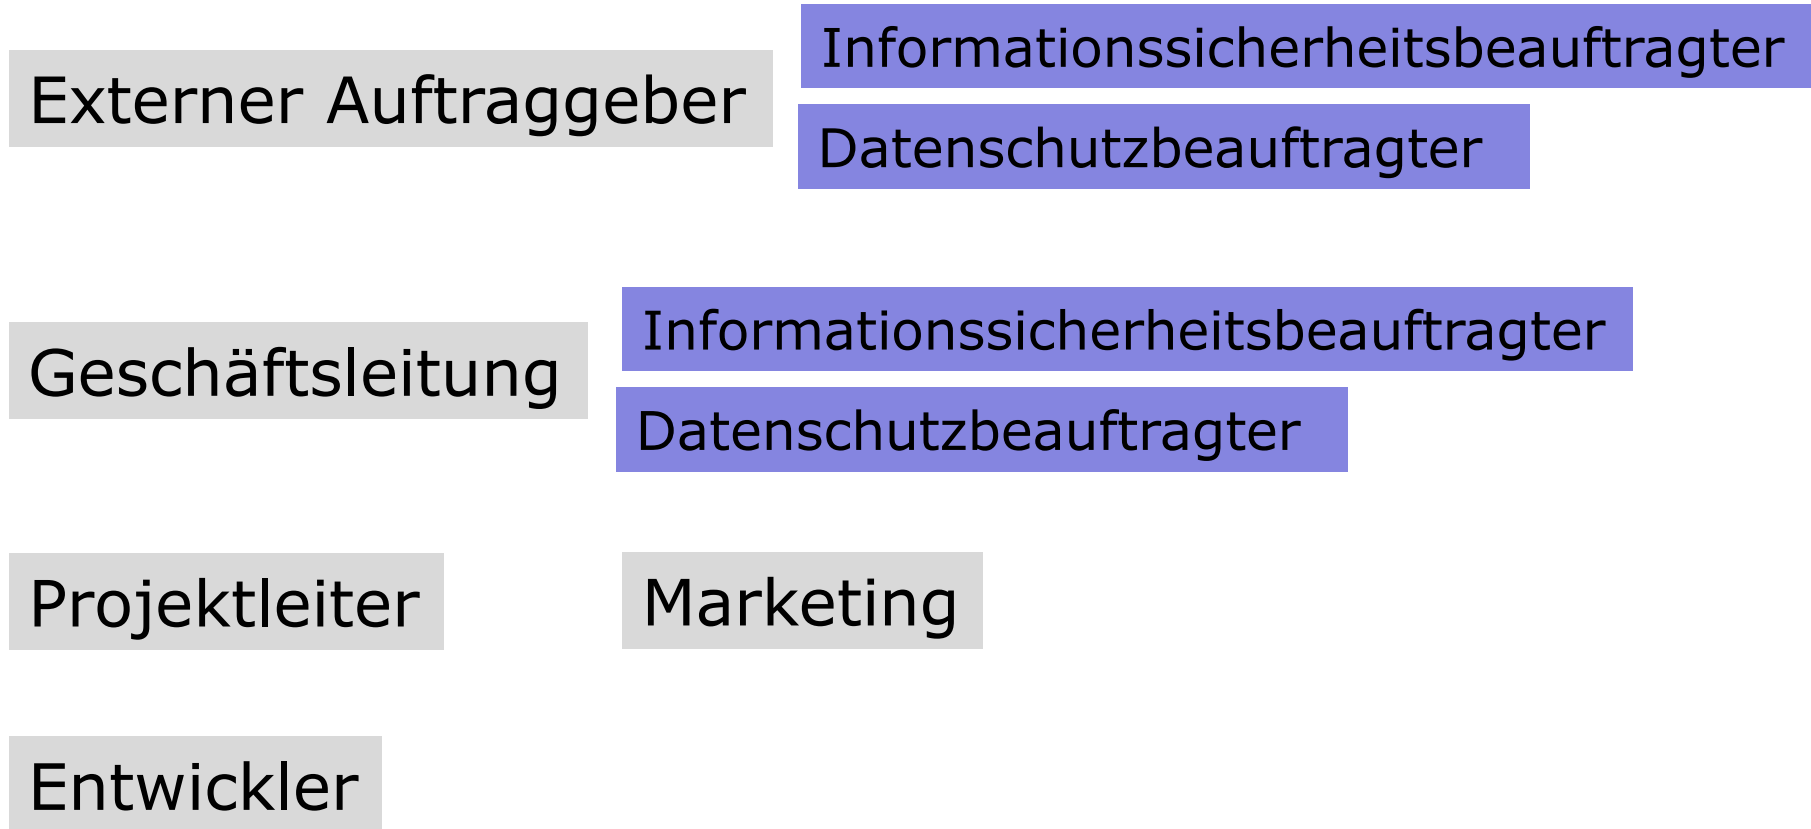 Externer Auftraggeber
Informationssicherheitsbeauftragter
Datenschutzbeauftragter
Geschäftsleitung
Informationssicherheitsbeauftragter
Datenschutzbeauftragter
Projektleiter
Marketing
Entwickler